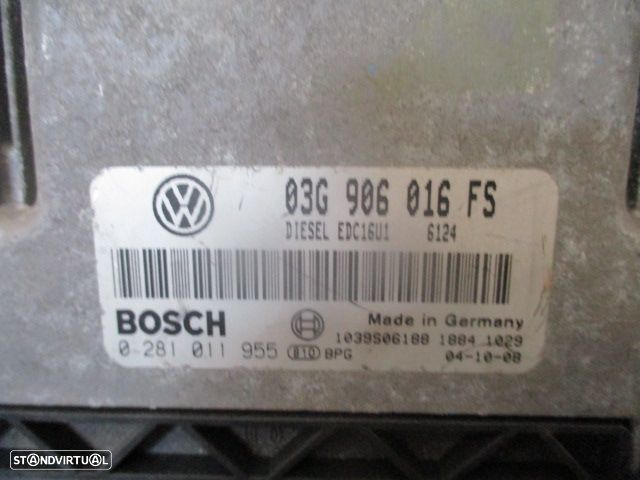 03G 906 016 FS
DIESEL EDC16U1 6124
BOSCH
Made in Germany
1039S06188 1884 1029
0 281 011 955 810 BPG
04-10-08
STANDVIRTUAL